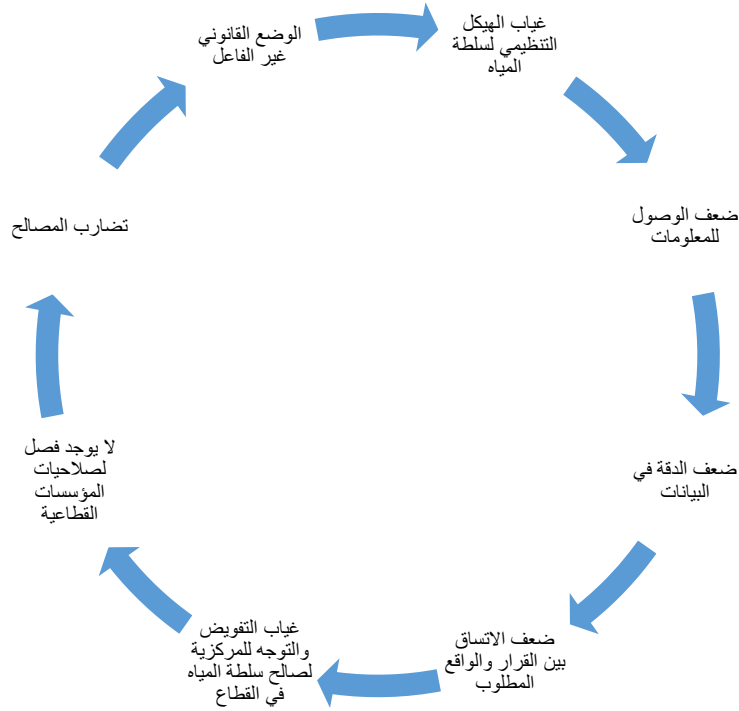 غياب الهيكل
التنظيمي لسلطة
المياه
ضعف الوصول
للمعلومات
ضعف الدقة في
البيانات
ضعف الاتساق
بين القرار والواقع
المطلوب
غياب التفويض
والتوجه للمركزية
لصالح سلطة المياه
في القطاع
لا يوجد فصل
لصلاحيات
المؤسسات
القطاعية
تضارب المصالح
الوضع القانوني
غير الفاعل